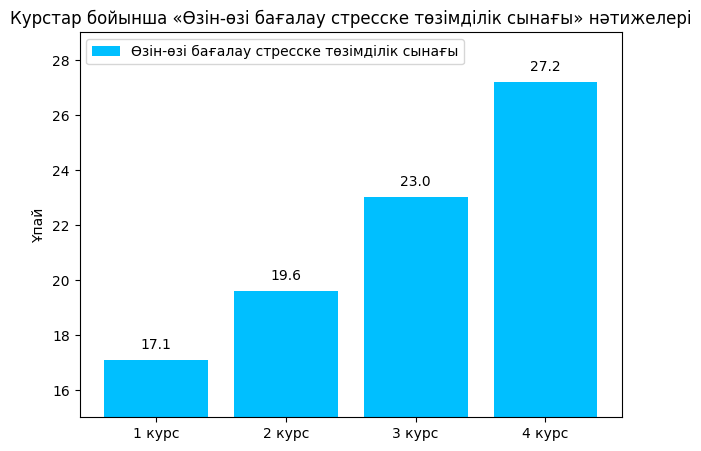 Курстар бойынша «Өзін-өзі бағалау стресске төзімділік сынағы» нәтижелері
Өзін-өзі бағалау стресске төзімділік сынағы
Ұпай
28
26
24
22
20
18
16
17.1
19.6
23.0
27.2
1 курс
2 курс
3 курс
4 курс